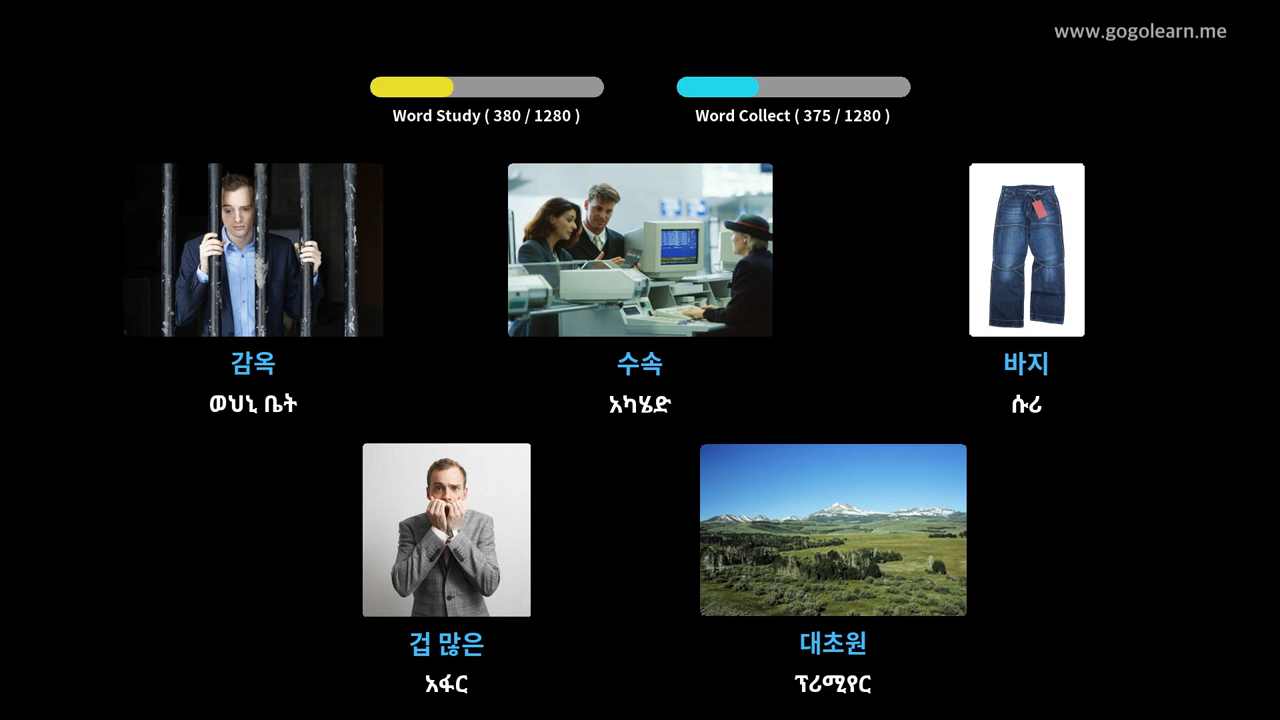 www.gogolearn.me
Word Study ( 380 / 1280 )
Word Collect ( 375 / 1280 )
감옥
수속
바지
ወህኒ ቤት
አካሄድ
ሱሪ
겁 많은
대초원
አፋር
ፕሪሚየር